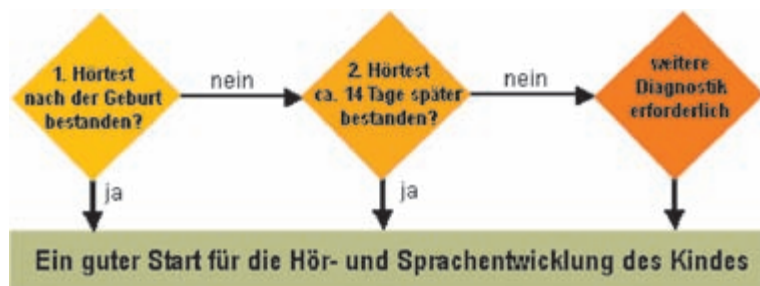 1. Hörtest
nach der Geburt
bestanden?
nein
2. Hörtest
ca. 14 Tage später
bestanden?
nein
weitere
Diagnostik
erforderlich
ja
ja
Ein guter Start für die Hör- und Sprachentwicklung des Kindes